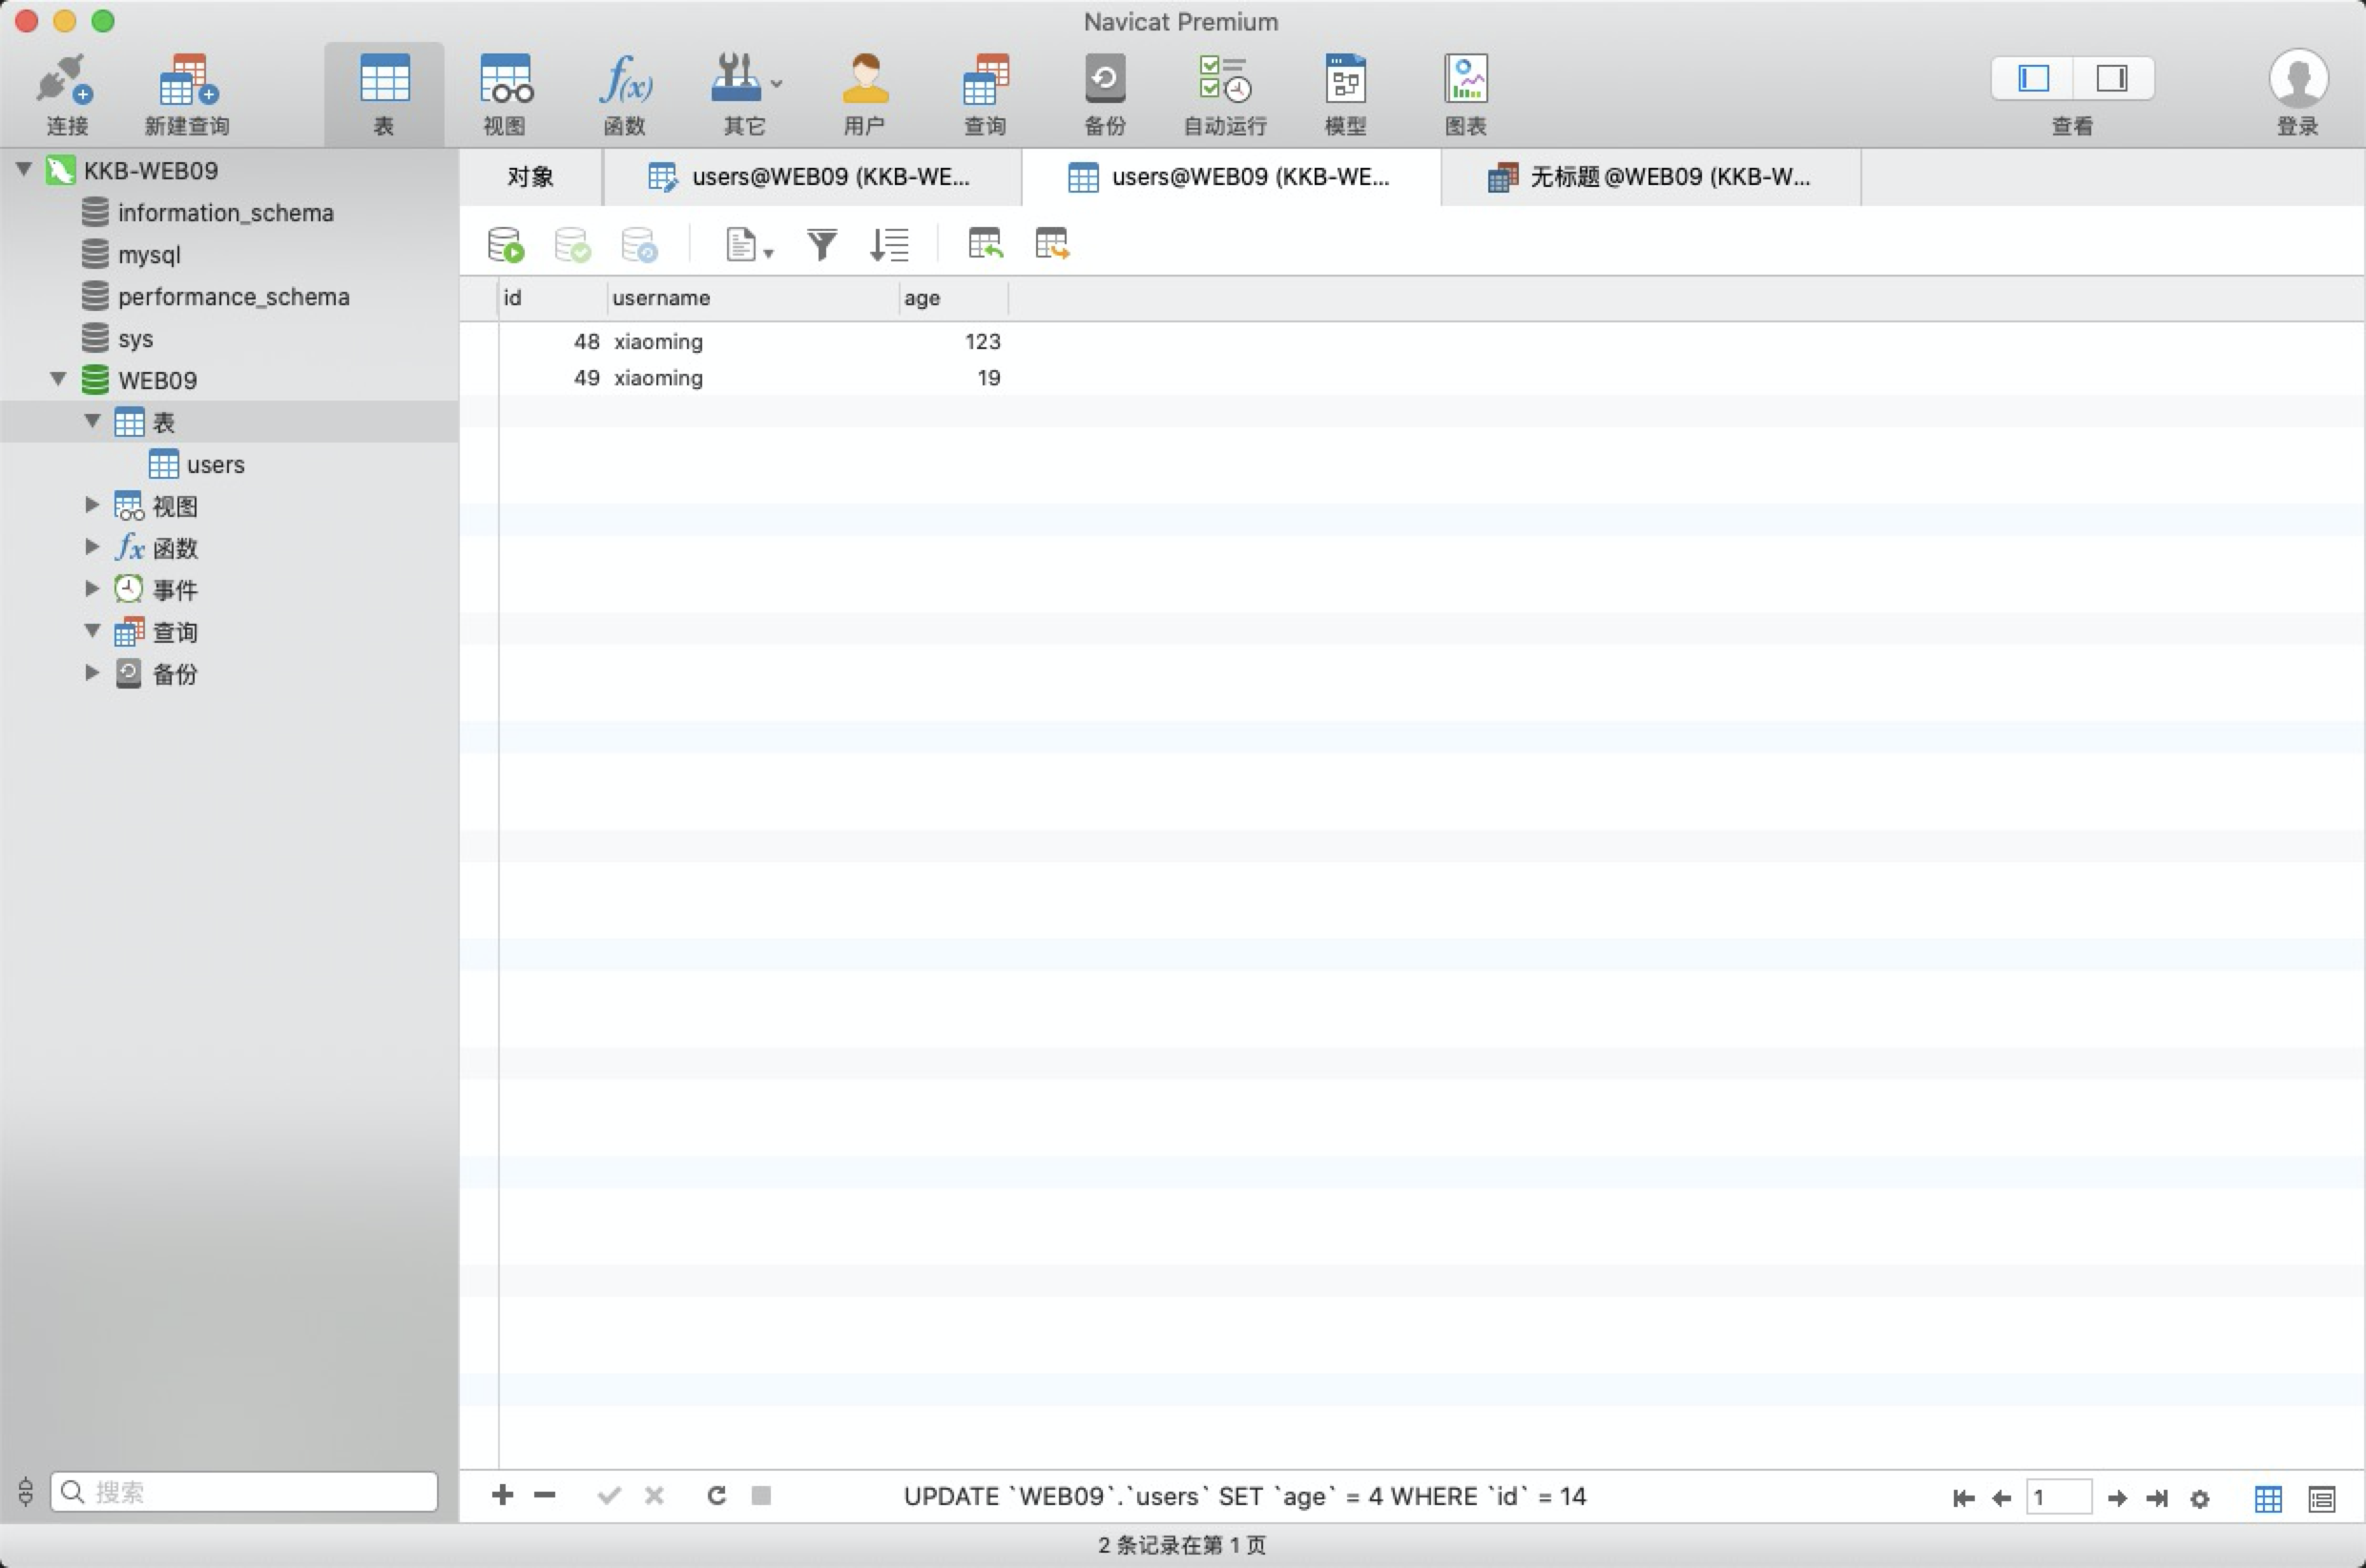 Navicat Premium
连接
新建查询
表
视图
函数
其它
用户
查询
备份
自动运行
模型
图表
查看
登录
KKB-WEB09
information_schema
mysql
performance_schema
sys
WEB09
表
users
视图
函数
事件
查询
备份
搜索
对象
users@WEB09 (KKB-WE...
users@WEB09 (KKB-WE...
无标题@WEB09 (KKB-W...
id username age
48 xiaoming 123
49 xiaoming 19
UPDATE `WEB09`.`users` SET `age` = 4 WHERE `id` = 14
1
2 条记录在第 1 页